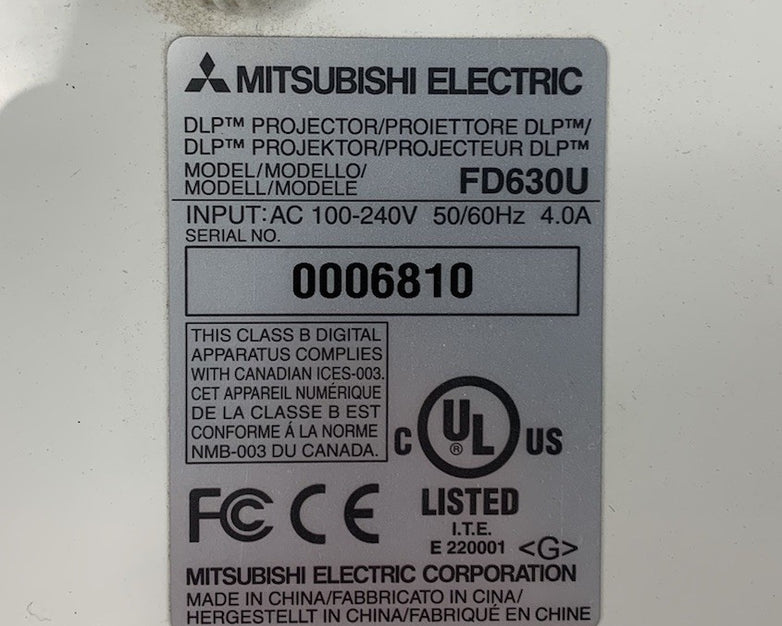 MITSUBISHI ELECTRIC
DLP™ PROJECTOR/PROIETTORE DLP™/
DLP™ PROJEKTOR/PROJECTEUR DLP™
MODEL/MODELLO/
MODELL/MODELE
FD630U
INPUT: AC 100-240V 50/60Hz 4.0A
SERIAL NO.
0006810
THIS CLASS B DIGITAL
APPARATUS COMPLIES
WITH CANADIAN ICES-003.
CET APPAREIL NUMÉRIQUE
DE LA CLASSE B EST
CONFORME Á LA NORME
NMB-003 DU CANADA.
C UL® US
LISTED
I.T.E.
E 220001 <G>
FC CE
MITSUBISHI ELECTRIC CORPORATION
MADE IN CHINA/FABBRICATO IN CINA/
HERGESTELLT IN CHINA/FABRIQUÉ EN CHINE